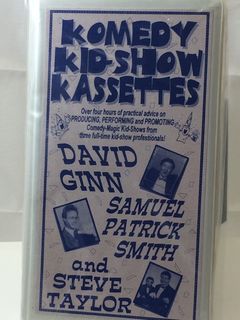 KOMEDY
KID-SHOW
KASSETTES
Over four hours of practical advice on
PRODUCING, PERFORMING and PROMOTING
Comedy-Magic Kid-Shows from
three full-time kid-show professionals!
DAVID
GINN
SAMUEL
PATRICK
SMITH
and
STEVE
TAYLOR